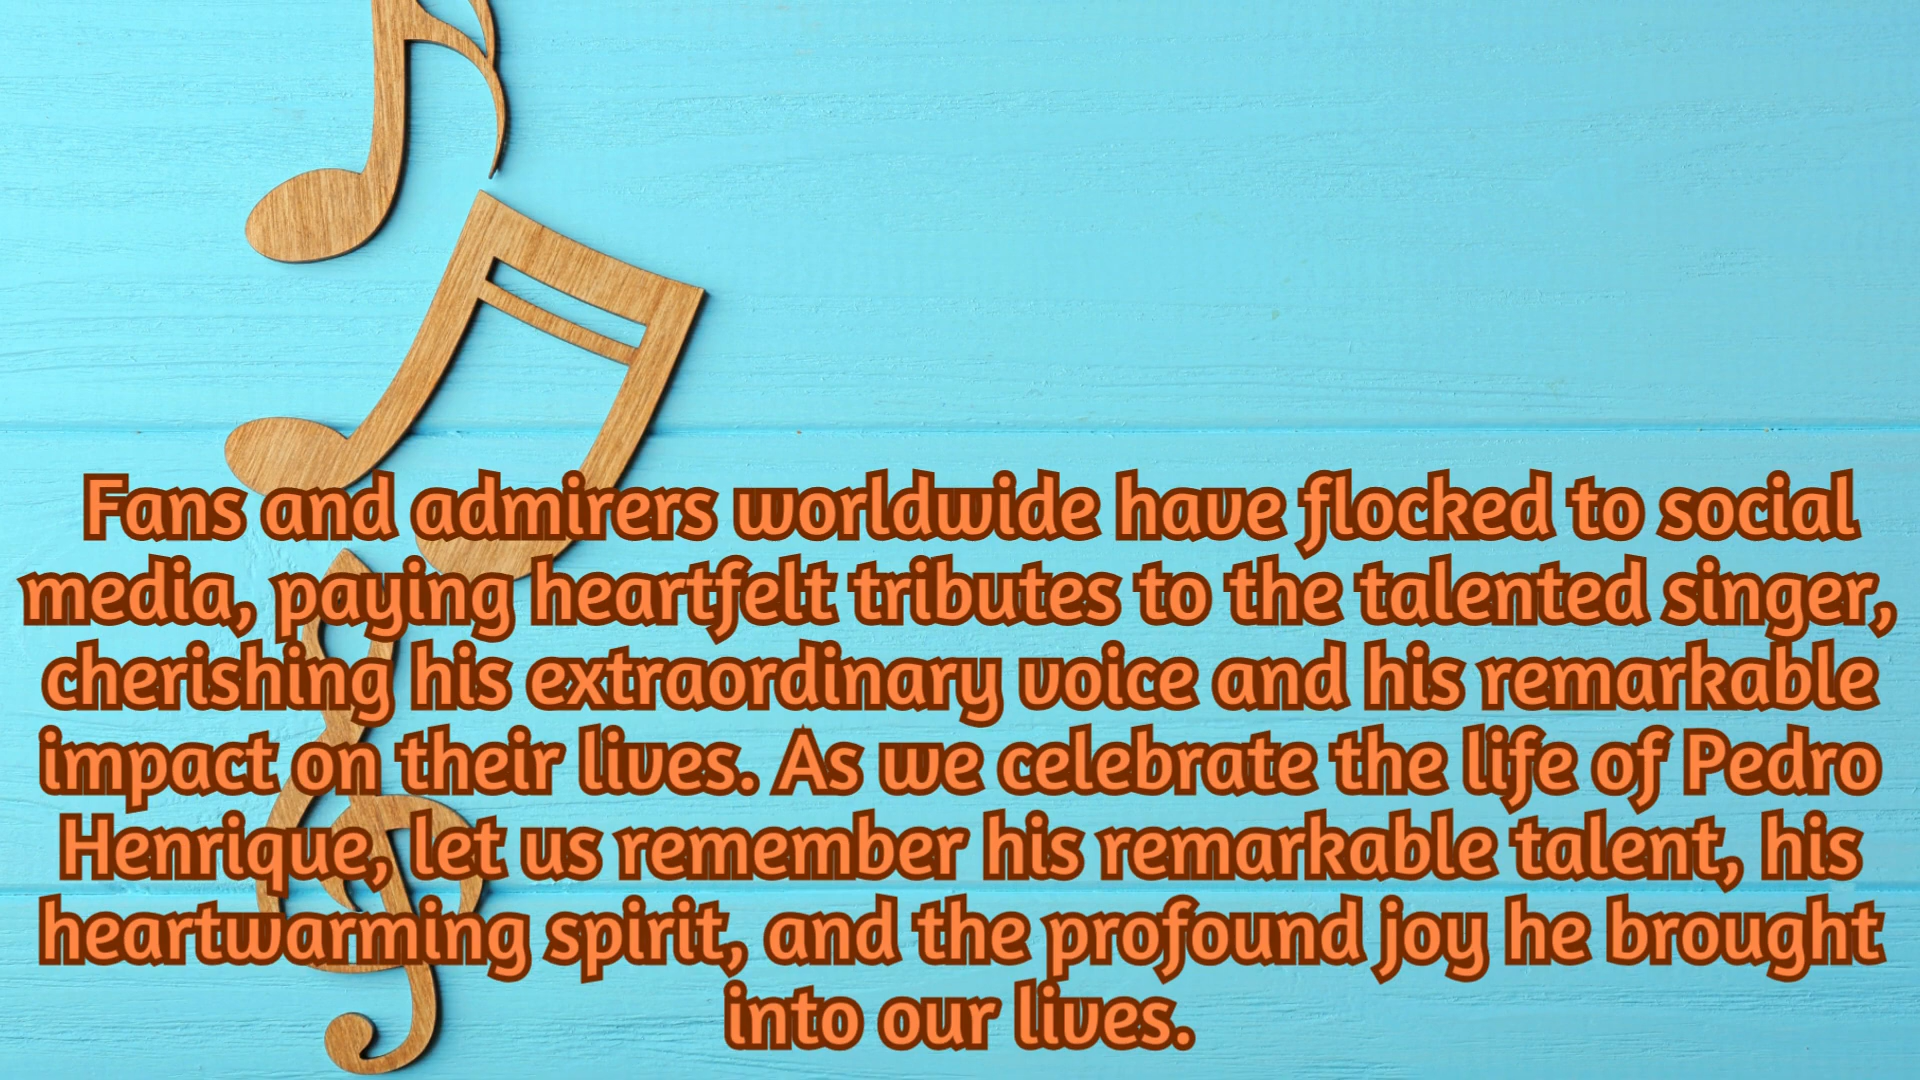 Fans and admirers worldwide have flocked to social
media, paying heartfelt tributes to the talented singer,
cherishing his extraordinary voice and his remarkable
impact on their lives. As we celebrate the life of Pedro
Henrique, let us remember his remarkable talent, his
heartwarming spirit, and the profound joy he brought
into our lives.